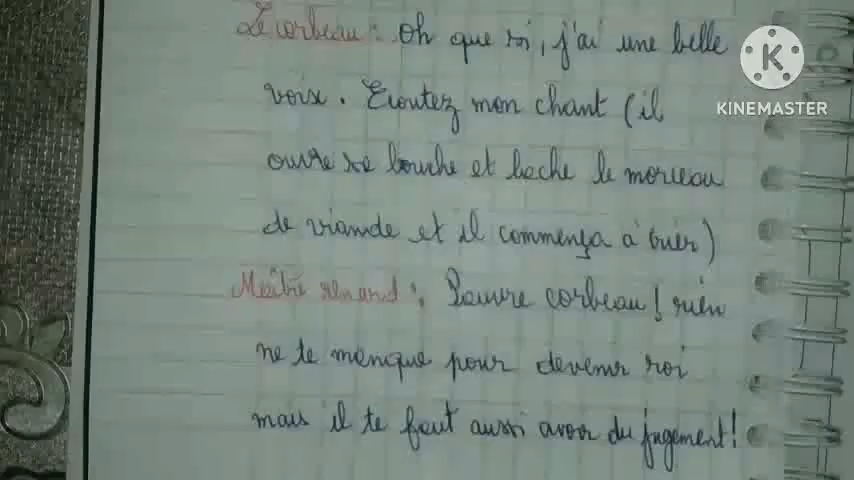 Le corbeau : Oh que si, j'ai une belle
voix. Ecoutez mon chant (il
ouvre sa bouche et lache le morceau
de viande et il commença à crier)
Maître renard : Pauvre corbeau ! rien
ne te manque pour devenir roi
mais il te faut aussi avoir du jugement !
KINEMASTER